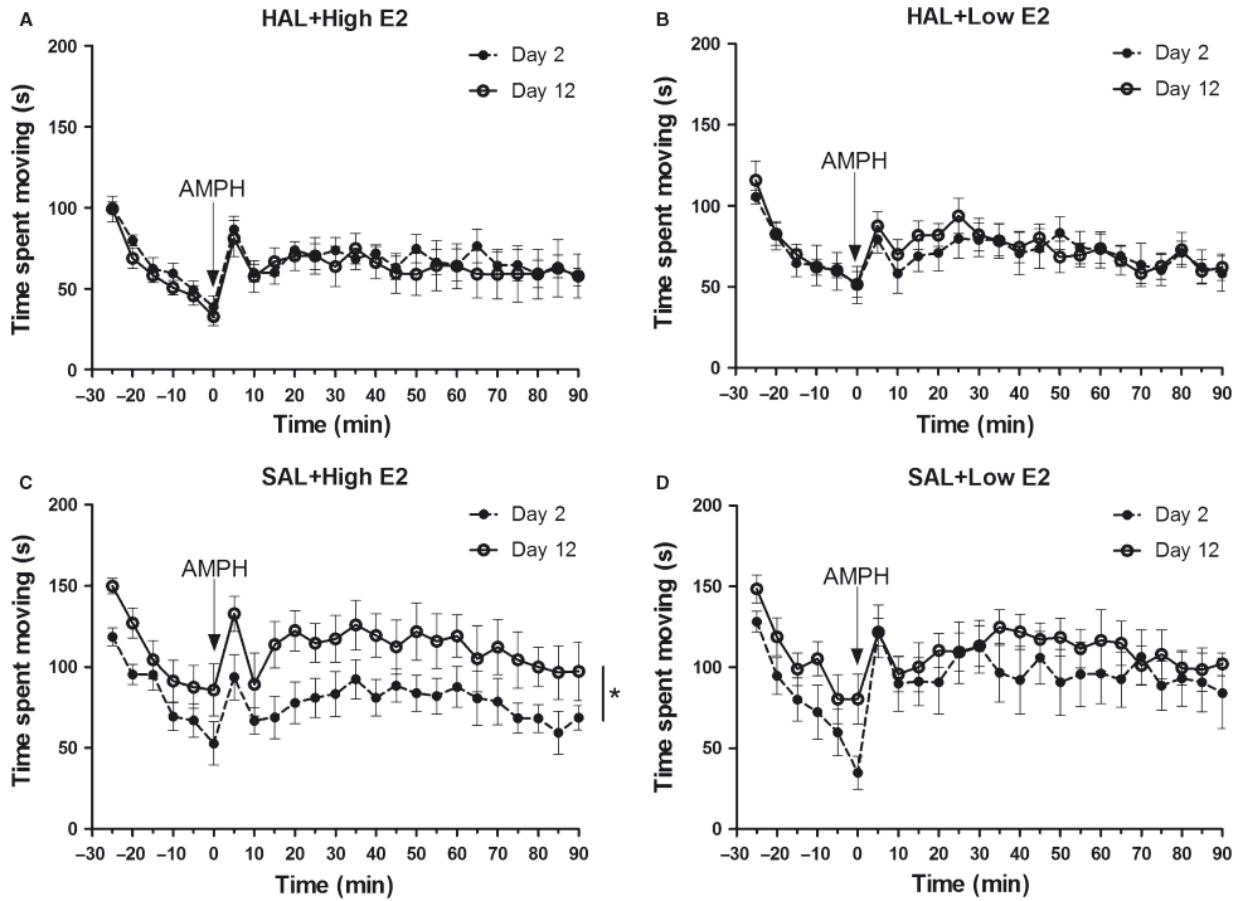 A
HAL+High E2
Time spent moving (s)
200
150
100
50
0
Day 2
Day 12
AMPH
–30 –20 –10 0 10 20 30 40 50 60 70 80 90
Time (min)
B
HAL+Low E2
Time spent moving (s)
200
150
100
50
0
Day 2
Day 12
AMPH
–30 –20 –10 0 10 20 30 40 50 60 70 80 90
Time (min)
C
SAL+High E2
Time spent moving (s)
200
150
100
50
0
Day 2
Day 12
AMPH
*
–30 –20 –10 0 10 20 30 40 50 60 70 80 90
Time (min)
D
SAL+Low E2
Time spent moving (s)
200
150
100
50
0
Day 2
Day 12
AMPH
–30 –20 –10 0 10 20 30 40 50 60 70 80 90
Time (min)